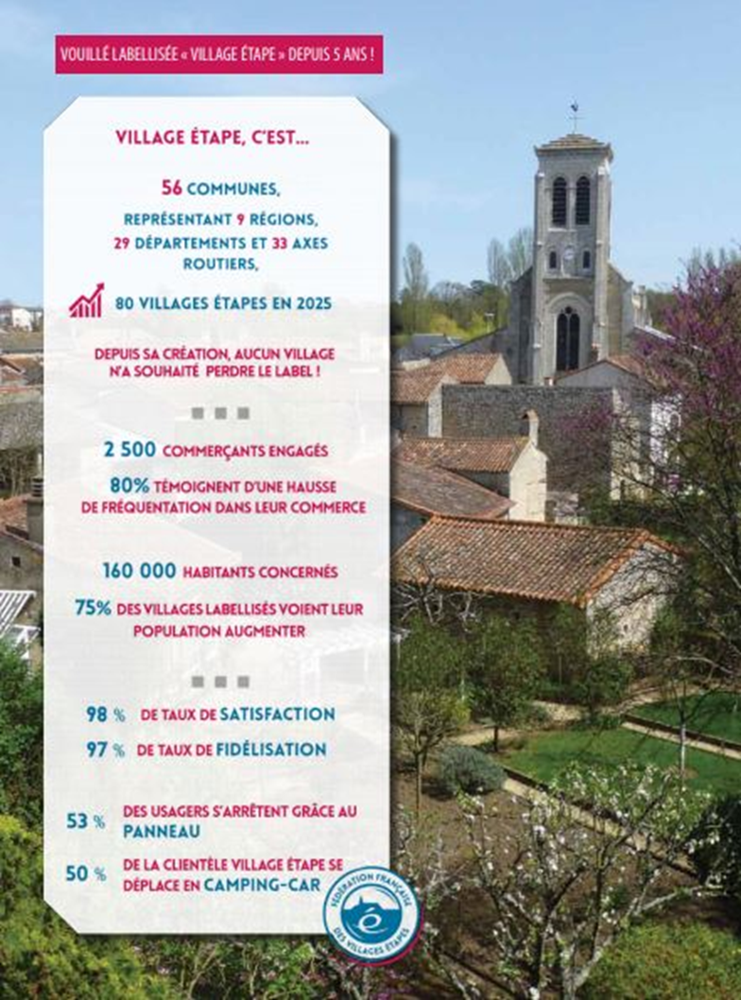 VOUILLÉ LABELLISÉE « VILLAGE ÉTAPE » DEPUIS 5 ANS !
VILLAGE ÉTAPE, C'EST...
56 COMMUNES,
REPRÉSENTANT 9 RÉGIONS,
29 DÉPARTEMENTS ET 33 AXES
ROUTIERS,
80 VILLAGES ÉTAPES EN 2025
DEPUIS SA CRÉATION, AUCUN VILLAGE
N'A SOUHAITÉ PERDRE LE LABEL !
2 500 COMMERÇANTS ENGAGÉS
80% TÉMOIGNENT D'UNE HAUSSE
DE FRÉQUENTATION DANS LEUR COMMERCE
160 000 HABITANTS CONCERNÉS
75% DES VILLAGES LABELLISÉS VOIENT LEUR
POPULATION AUGMENTER
98 % DE TAUX DE SATISFACTION
97 % DE TAUX DE FIDÉLISATION
53 % DES USAGERS S'ARRÊTENT GRÂCE AU
PANNEAU
50 % DE LA CLIENTÈLE VILLAGE ÉTAPE SE
DÉPLACE EN CAMPING-CAR
FÉDÉRATION FRANÇAISE
DES VILLAGES ÉTAPES